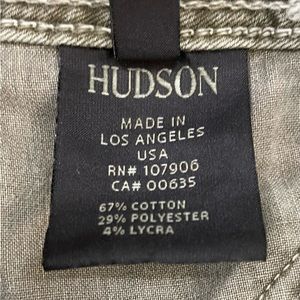 HUDSON
MADE IN
LOS ANGELES
USA
RN# 107906
CA# 00635
67% COTTON
29% POLYESTER
4% LYCRA